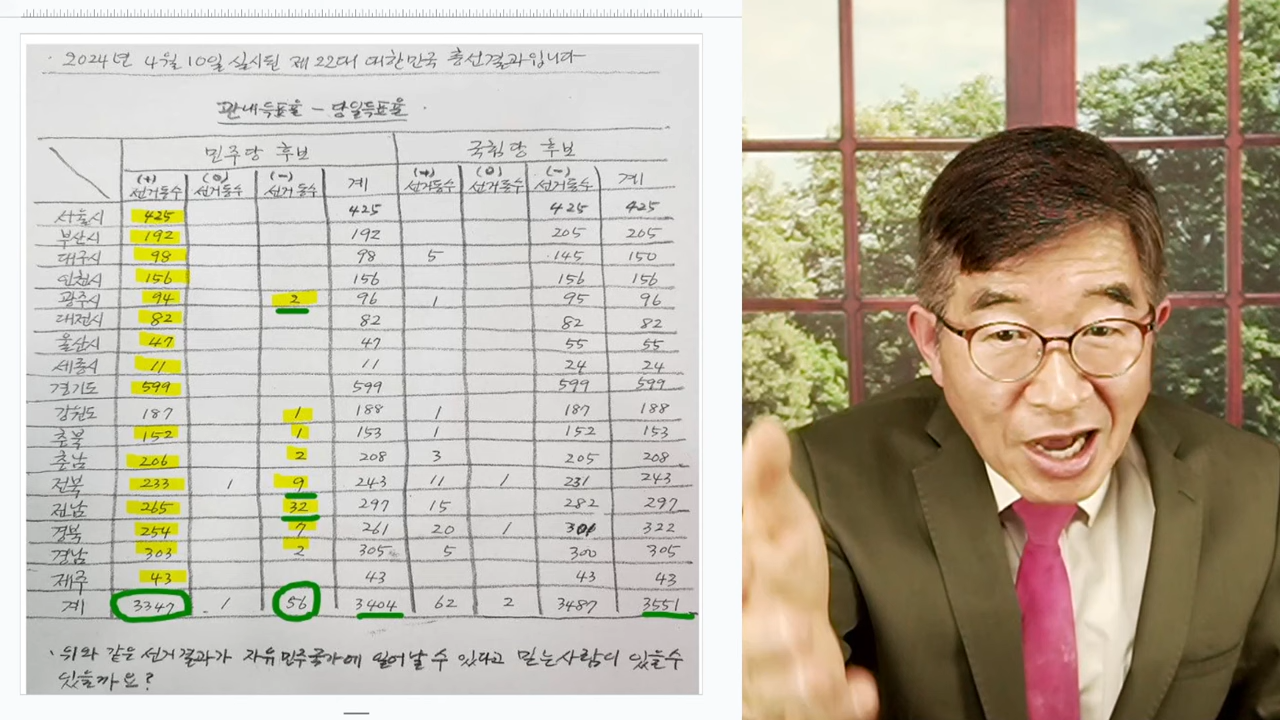 · 2024년 4월 10일 실시된 제 22대 대한민국 총선결과입니다
관내득표율 - 당일득표율 .
민주당 후보 국힘당 후보
(+) 선거동수 (0) 선거동수 (-) 선거동수 계 (+) 선거동수 (0) 선거동수 (-) 선거동수 계
서울시 425 425 425 425
부산시 192 192 205 205
대구시 98 98 5 145 150
인천시 156 156 156 156
광주시 94 2 96 1 95 96
대전시 82 82 82 82
울산시 47 47 55 55
세종시 11 11 24 24
경기도 599 599 599 599
강원도 187 1 188 1 187 188
충북 152 1 153 1 152 153
충남 206 2 208 3 205 208
전북 233 1 9 243 11 1 231 243
전남 265 32 297 15 282 297
경북 254 7 261 20 1 301 322
경남 303 2 305 5 300 305
제주 43 43 43 43
계 3347 1 56 3404 62 2 3487 3551
· 위와 같은 선거결과가 자유민주국가에 일어날 수 있다고 믿는사람이 있을수
있을까요?